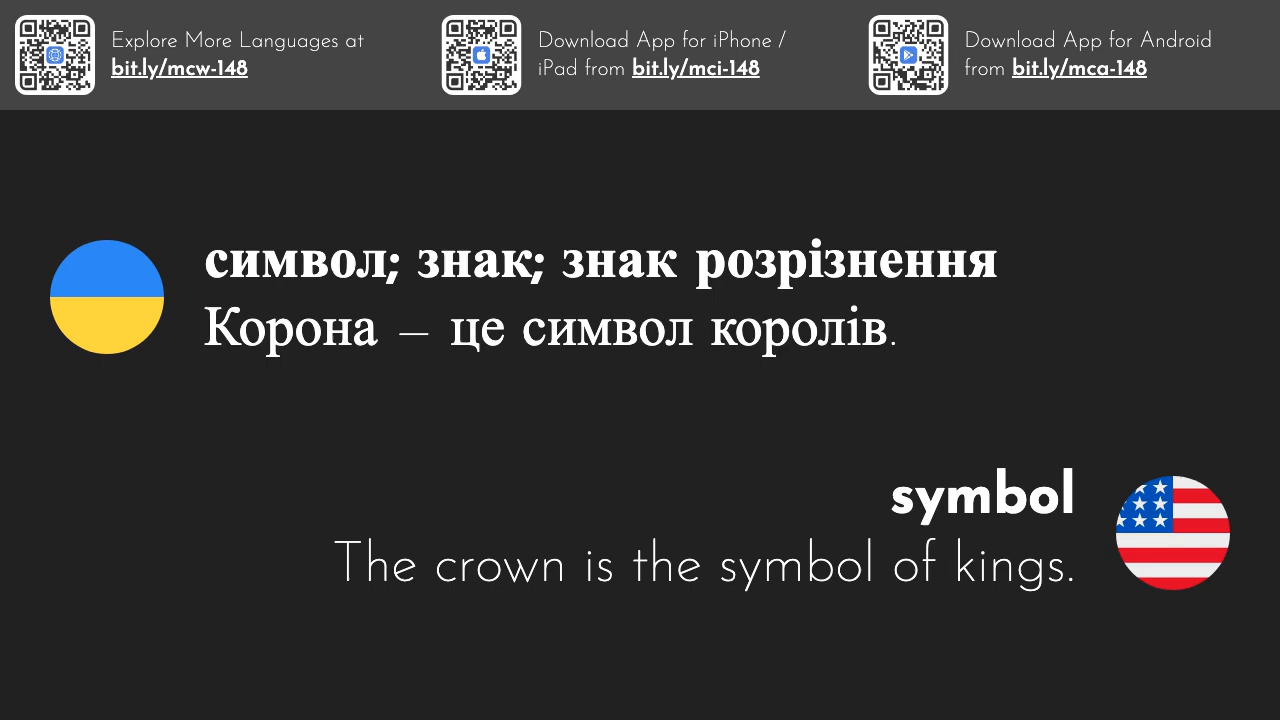 Explore More Languages at
bit.ly/mcw-148
Download App for iPhone /
iPad from bit.ly/mci-148
Download App for Android
from bit.ly/mca-148
символ; знак; знак розрізнення
Корона – це символ королів.
symbol
The crown is the symbol of kings.